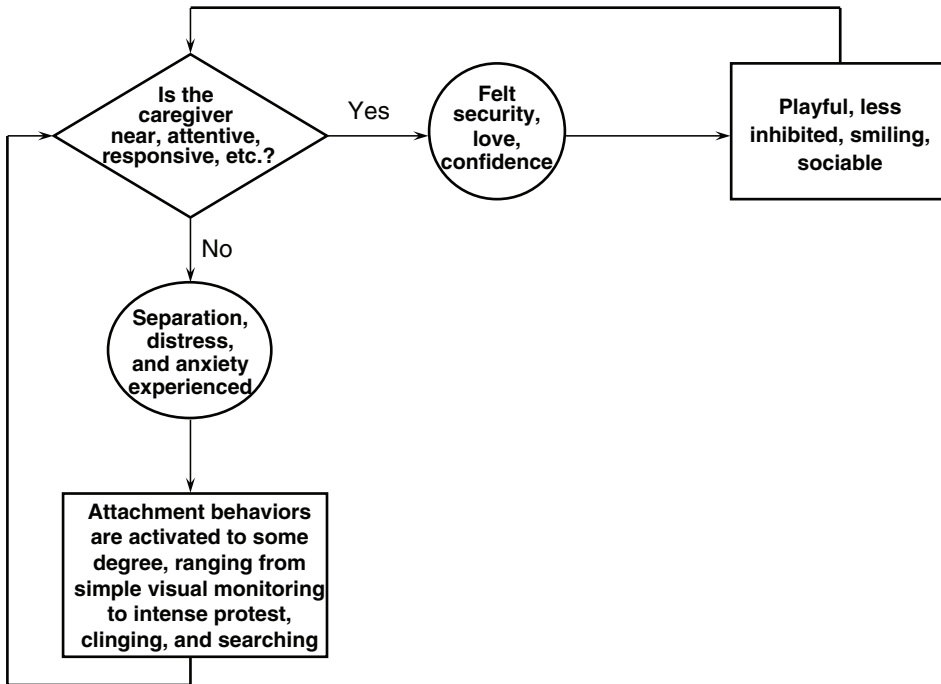 Is the
caregiver
near, attentive,
responsive, etc.?
Yes
Felt
security,
love,
confidence
Playful, less
inhibited, smiling,
sociable
No
Separation,
distress,
and anxiety
experienced
Attachment behaviors
are activated to some
degree, ranging from
simple visual monitoring
to intense protest,
clinging, and searching